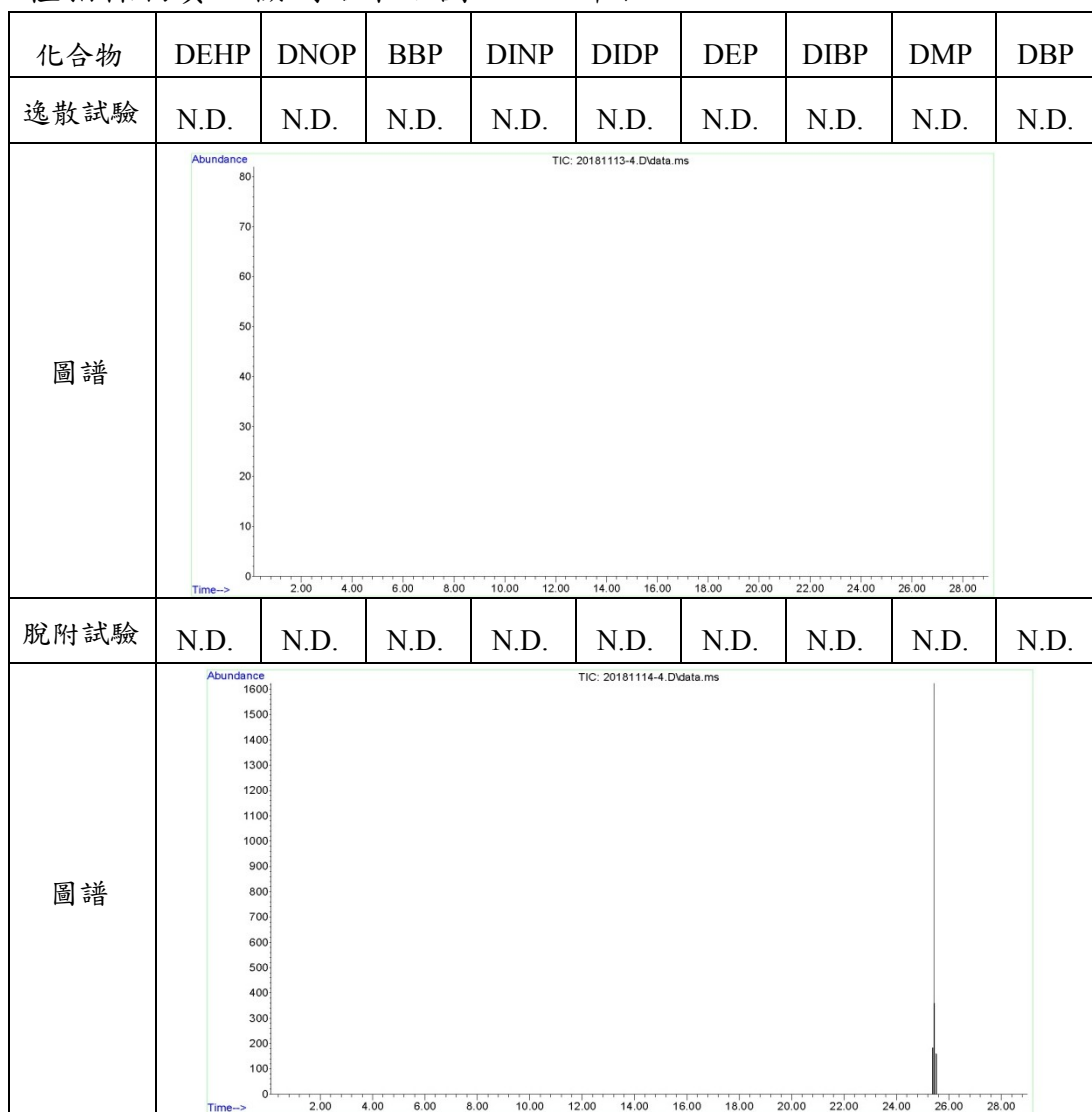 化合物 DEHP DNOP BBP DINP DIDP DEP DIBP DMP DBP
逸散試驗 N.D. N.D. N.D. N.D. N.D. N.D. N.D. N.D. N.D.
圖譜
Abundance
TIC: 20181113-4.D\data.ms
80
70
60
50
40
30
20
10
0
2.00 4.00 6.00 8.00 10.00 12.00 14.00 16.00 18.00 20.00 22.00 24.00 26.00 28.00
Time-->
脫附試驗 N.D. N.D. N.D. N.D. N.D. N.D. N.D. N.D. N.D.
圖譜
Abundance
TIC: 20181114-4.D\data.ms
1600
1500
1400
1300
1200
1100
1000
900
800
700
600
500
400
300
200
100
0
2.00 4.00 6.00 8.00 10.00 12.00 14.00 16.00 18.00 20.00 22.00 24.00 26.00 28.00
Time-->